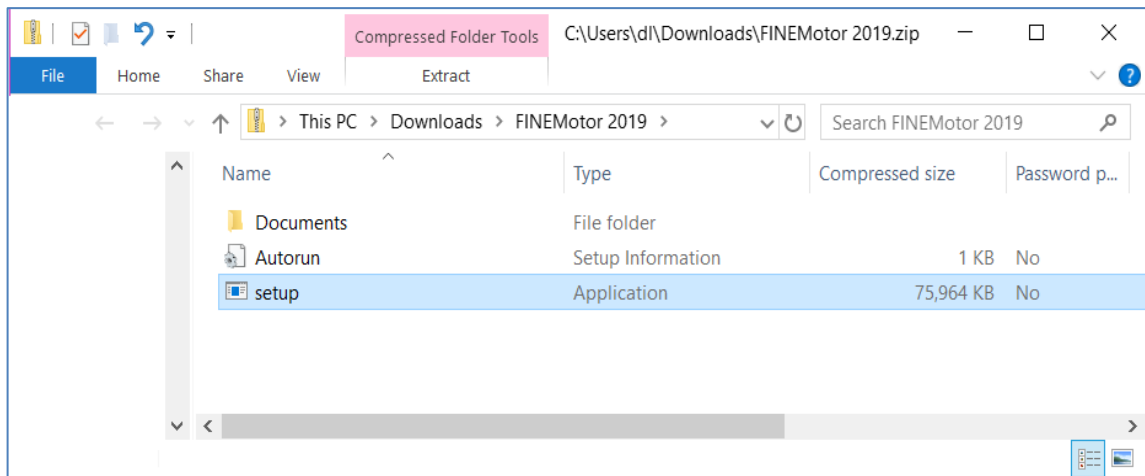 Compressed Folder Tools C:\Users\dl\Downloads\FINEMotor 2019.zip
File Home Share View Extract
This PC > Downloads > FINEMotor 2019 > Search FINEMotor 2019
Name Type Compressed size Password p...
Documents File folder
Autorun Setup Information 1 KB No
setup Application 75,964 KB No